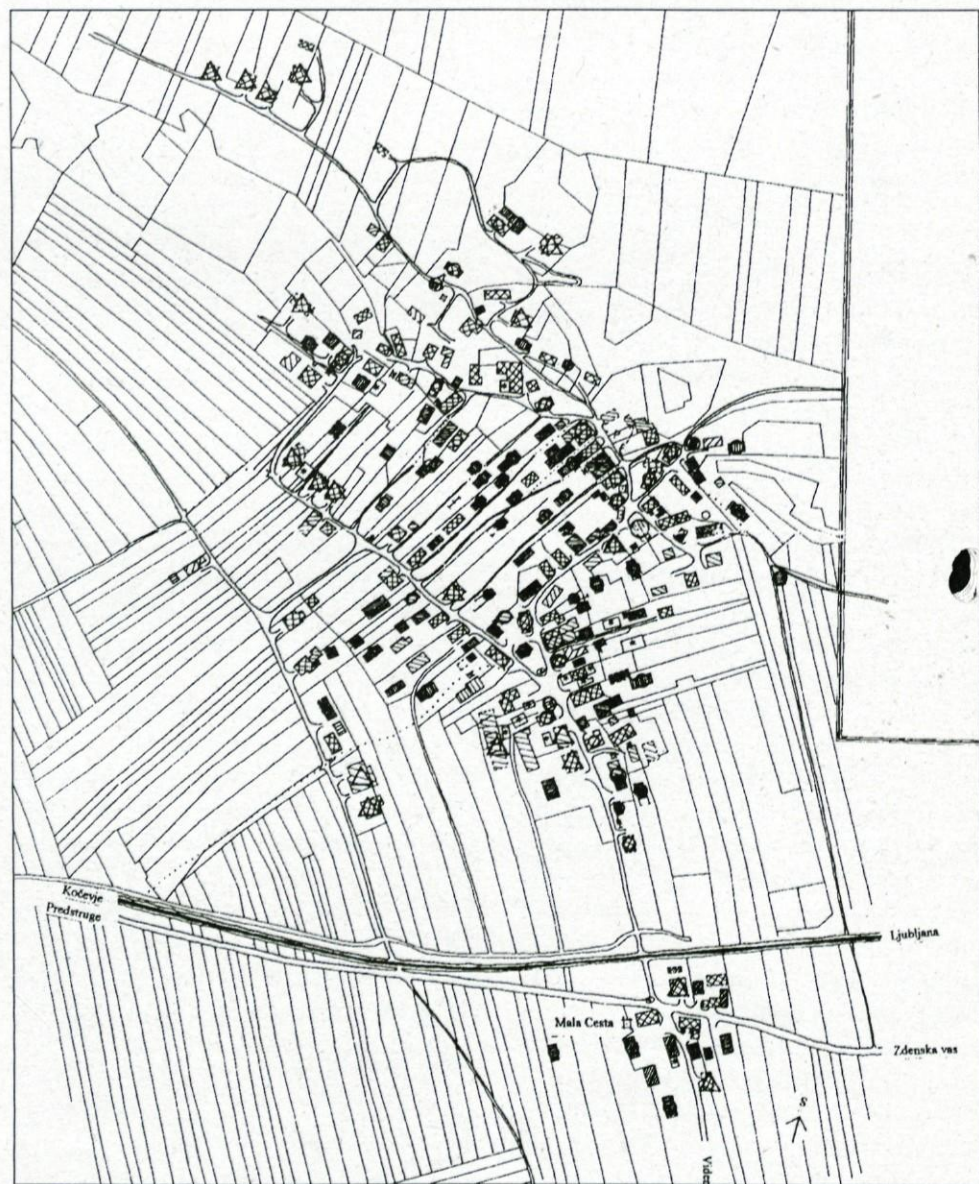 Kočevje
Predstruge
Ljubljana
Mala Cesta
Zdenska vas
s